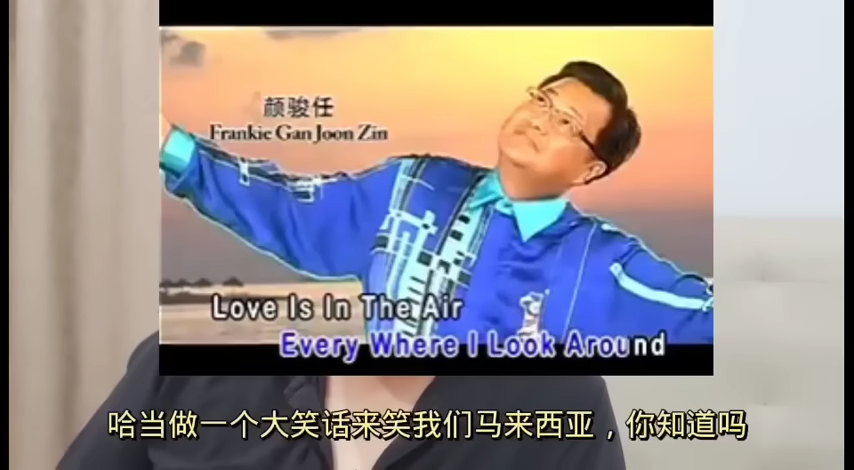 颜骏任
Frankie Gan Joon Zin
Love Is In The Air
Every Where I Look Around
哈当做一个大笑话来笑我们马来西亚，你知道吗